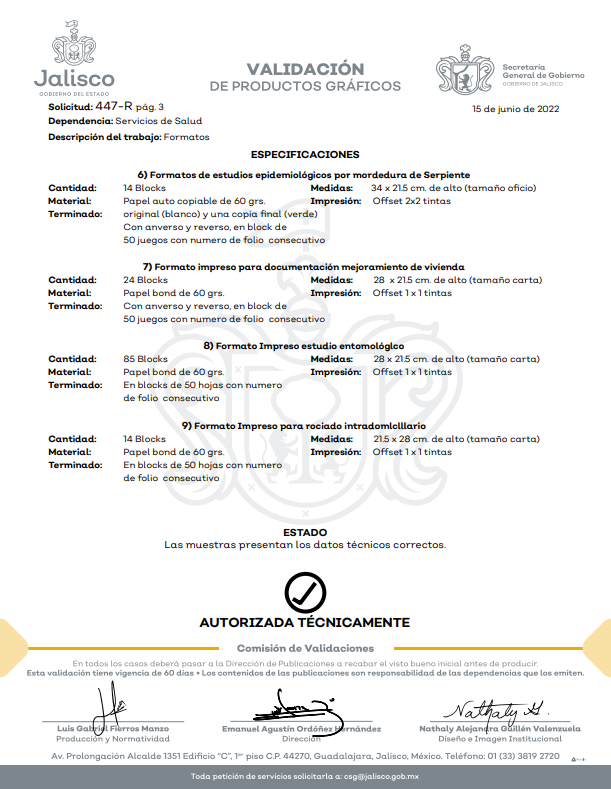 Jalisco
GOBIERNO DEL ESTADO
VALIDACIÓN
DE PRODUCTOS GRÁFICOS
Secretaría
General de Gobierno
GOBIERNO DE JALISCO
Solicitud: 447-R pág. 3
15 de junio de 2022
Dependencia: Servicios de Salud
Descripción del trabajo: Formatos
ESPECIFICACIONES
6) Formatos de estudios epidemiológicos por mordedura de Serpiente
Cantidad: 14 Blocks Medidas: 34 x 21.5 cm. de alto (tamaño oficio)
Material: Papel auto copiable de 60 grs. Impresión: Offset 2x2 tintas
Terminado: original (blanco) y una copia final (verde)
Con anverso y reverso, en block de
50 juegos con numero de folio consecutivo
7) Formato impreso para documentación mejoramiento de vivienda
Cantidad: 24 Blocks Medidas: 28 x 21.5 cm. de alto (tamaño carta)
Material: Papel bond de 60 grs. Impresión: Offset 1 x 1 tintas
Terminado: Con anverso y reverso, en block de
50 juegos con numero de folio consecutivo
8) Formato Impreso estudio entomológico
Cantidad: 85 Blocks Medidas: 28 x 21.5 cm. de alto (tamaño carta)
Material: Papel bond de 60 grs. Impresión: Offset 1 x 1 tintas
Terminado: En blocks de 50 hojas con numero
de folio consecutivo
9) Formato Impreso para rociado intradomicilliario
Cantidad: 14 Blocks Medidas: 21.5 x 28 cm. de alto (tamaño carta)
Material: Papel bond de 60 grs. Impresión: Offset 1 x 1 tintas
Terminado: En blocks de 50 hojas con numero
de folio consecutivo
ESTADO
Las muestras presentan los datos técnicos correctos.
AUTORIZADA TÉCNICAMENTE
Comisión de Validaciones
En todos los casos deberá pasar a la Dirección de Publicaciones a recabar el visto bueno inicial antes de producir.
Esta validación tiene vigencia de 60 días • Los contenidos de las publicaciones son responsabilidad de las dependencias que los emiten.
Nathaly G.
Luis Gabriel Fierros Manzo
Producción y Normatividad
Emanuel Agustín Ordóñez Hernández
Dirección
Nathaly Alejandra Guillén Valenzuela
Diseño e Imagen Institucional
Av. Prolongación Alcalde 1351 Edificio “C”, 1er piso C.P. 44270, Guadalajara, Jalisco, México. Teléfono: 01 (33) 3819 2720
Toda petición de servicios solicitarla a: csg@jalisco.gob.mx